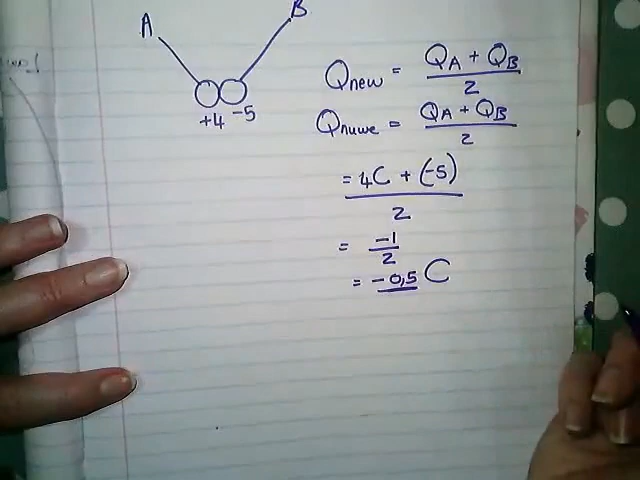 A
B
+4 -5
Qnew = QA + QB / 2
Qnuwe = QA + QB / 2
= 4C + (-5) / 2
= -1 / 2
= -0,5 C